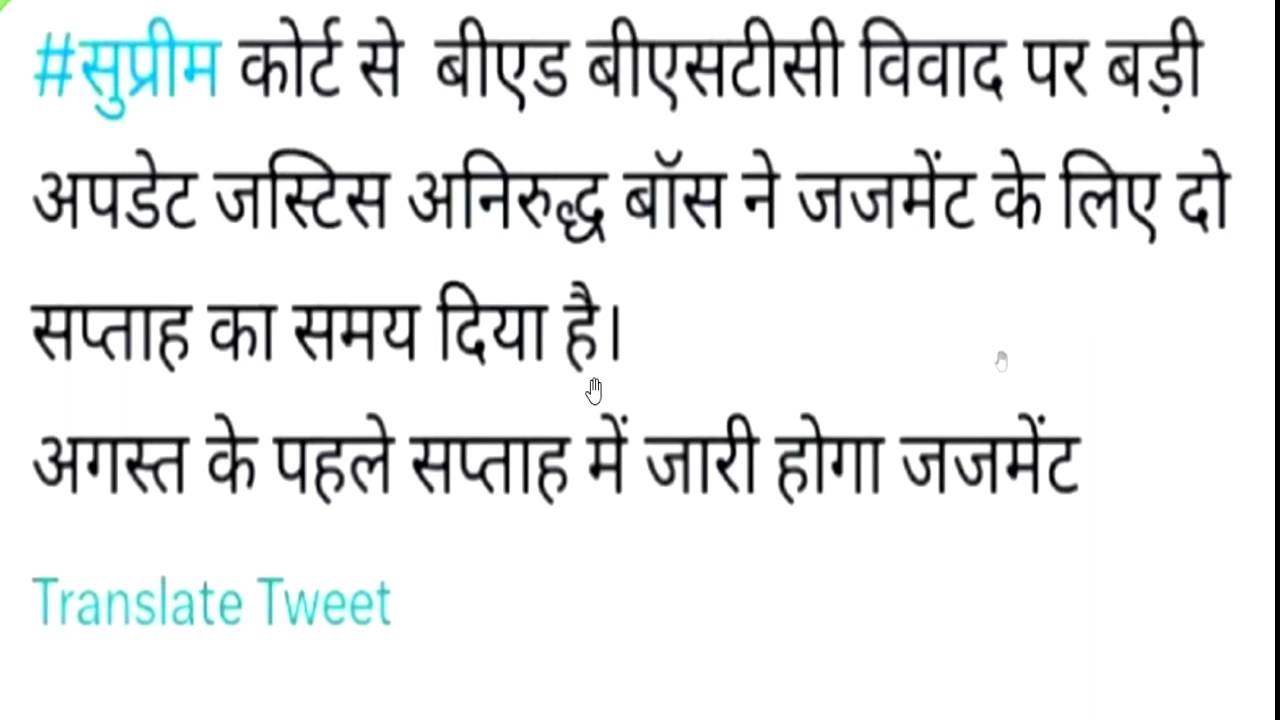 #सुप्रीम कोर्ट से बीएड बीएसटीसी विवाद पर बड़ी
अपडेट जस्टिस अनिरुद्ध बॉस ने जजमेंट के लिए दो
सप्ताह का समय दिया है।
अगस्त के पहले सप्ताह में जारी होगा जजमेंट
Translate Tweet